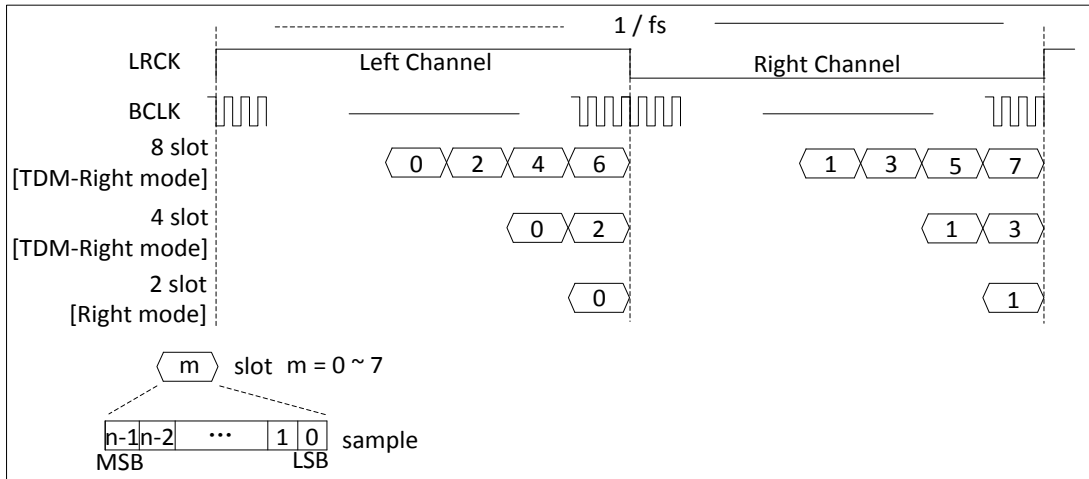 1 / fs
LRCK
Left Channel
Right Channel
BCLK
8 slot
[TDM-Right mode]
0 2 4 6 1 3 5 7
4 slot
[TDM-Right mode]
0 2 1 3
2 slot
[Right mode]
0 1
m slot m = 0 ~ 7
n-1 n-2 ... 1 0 sample
MSB LSB